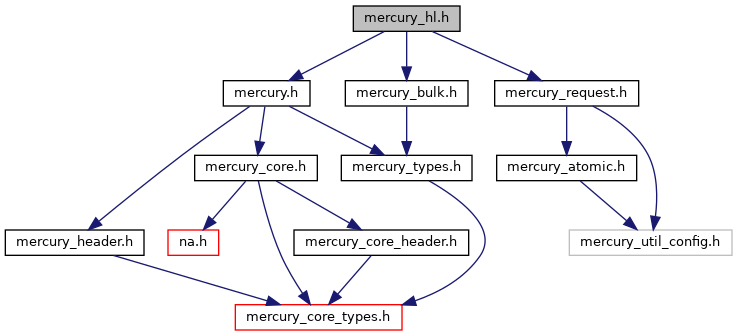 mercury_hl.h
mercury.h
mercury_bulk.h
mercury_request.h
mercury_core.h
mercury_types.h
mercury_atomic.h
mercury_header.h
na.h
mercury_core_header.h
mercury_util_config.h
mercury_core_types.h